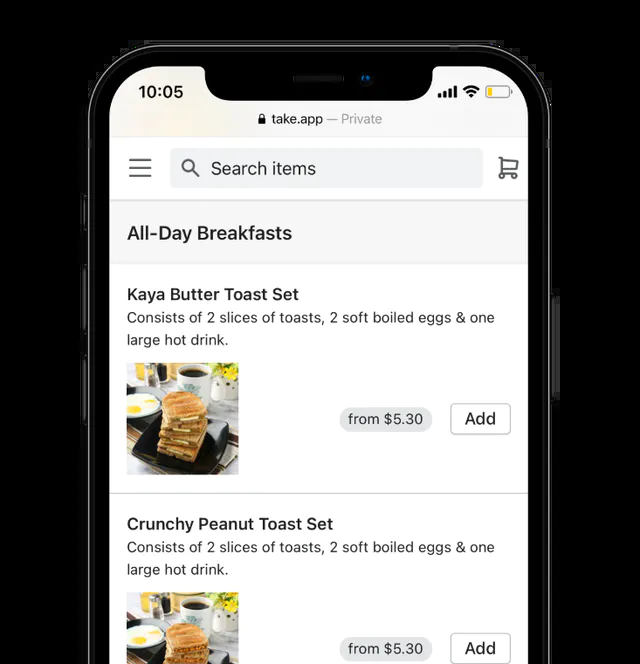 10:05
take.app — Private
Search items
All-Day Breakfasts
Kaya Butter Toast Set
Consists of 2 slices of toasts, 2 soft boiled eggs & one
large hot drink.
from $5.30
Add
Crunchy Peanut Toast Set
Consists of 2 slices of toasts, 2 soft boiled eggs & one
large hot drink.
from $5.30
Add